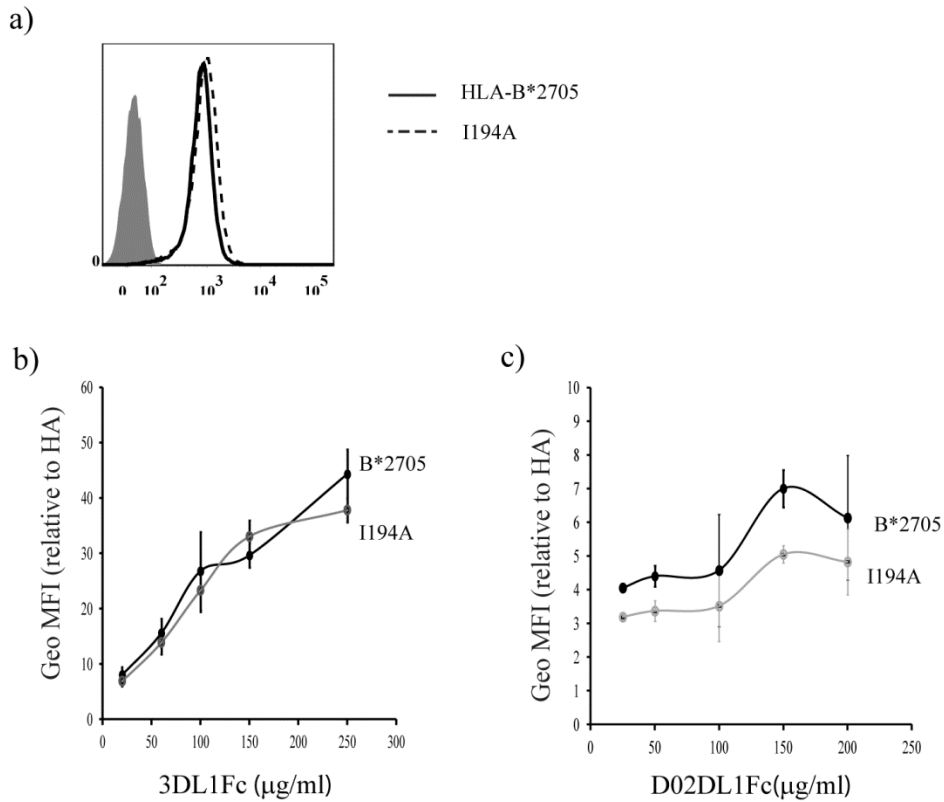 a)
HLA-B*2705
I194A
0
0 10² 10³ 10⁴ 10⁵
b)
60
50
40
30
20
10
0
Geo MFI (relative to HA)
B*2705
I194A
0 50 100 150 200 250 300
3DL1Fc (µg/ml)
c)
10
9
8
7
6
5
4
3
2
1
0
Geo MFI (relative to HA)
B*2705
I194A
0 50 100 150 200 250
D02DL1Fc(µg/ml)